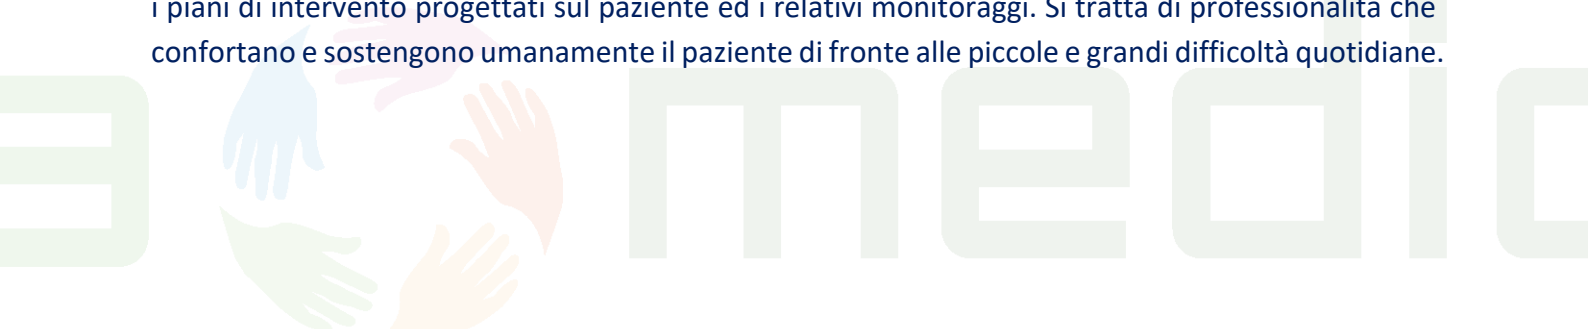 i piani di intervento progettati sul paziente ed i relativi monitoraggi. Si tratta di professionalità che
confortano e sostengono umanamente il paziente di fronte alle piccole e grandi difficoltà quotidiane.
a medic